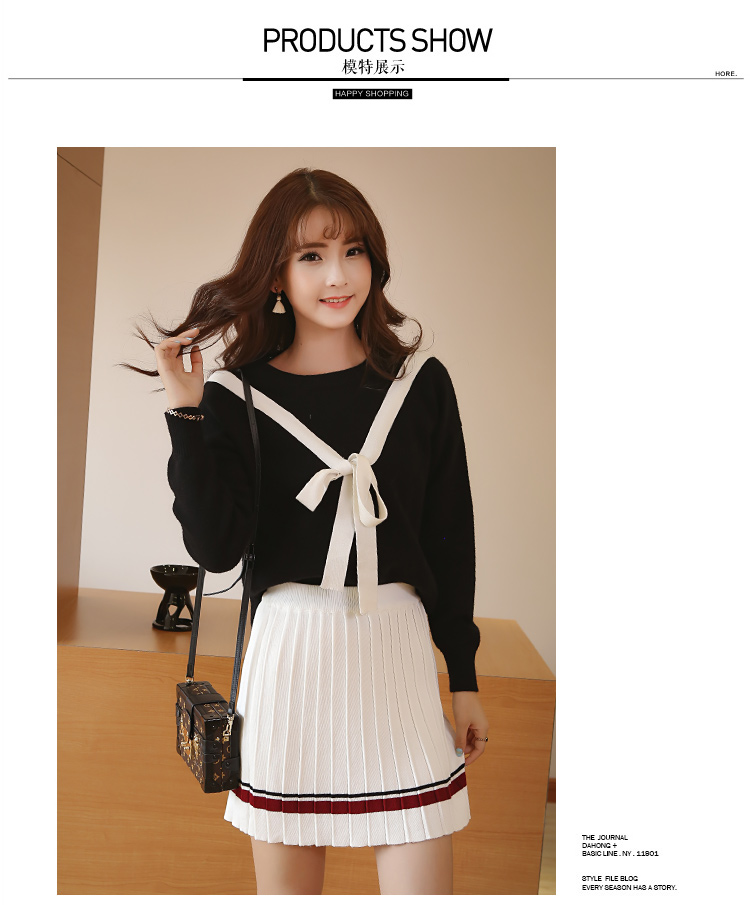 PRODUCTS SHOW
模特展示
HORE.
HAPPY SHOPPING
THE JOURNAL
DAHONG +
BASIC LINE . NY . 11801
STYLE FILE BLOG
EVERY SEASON HAS A STORY.